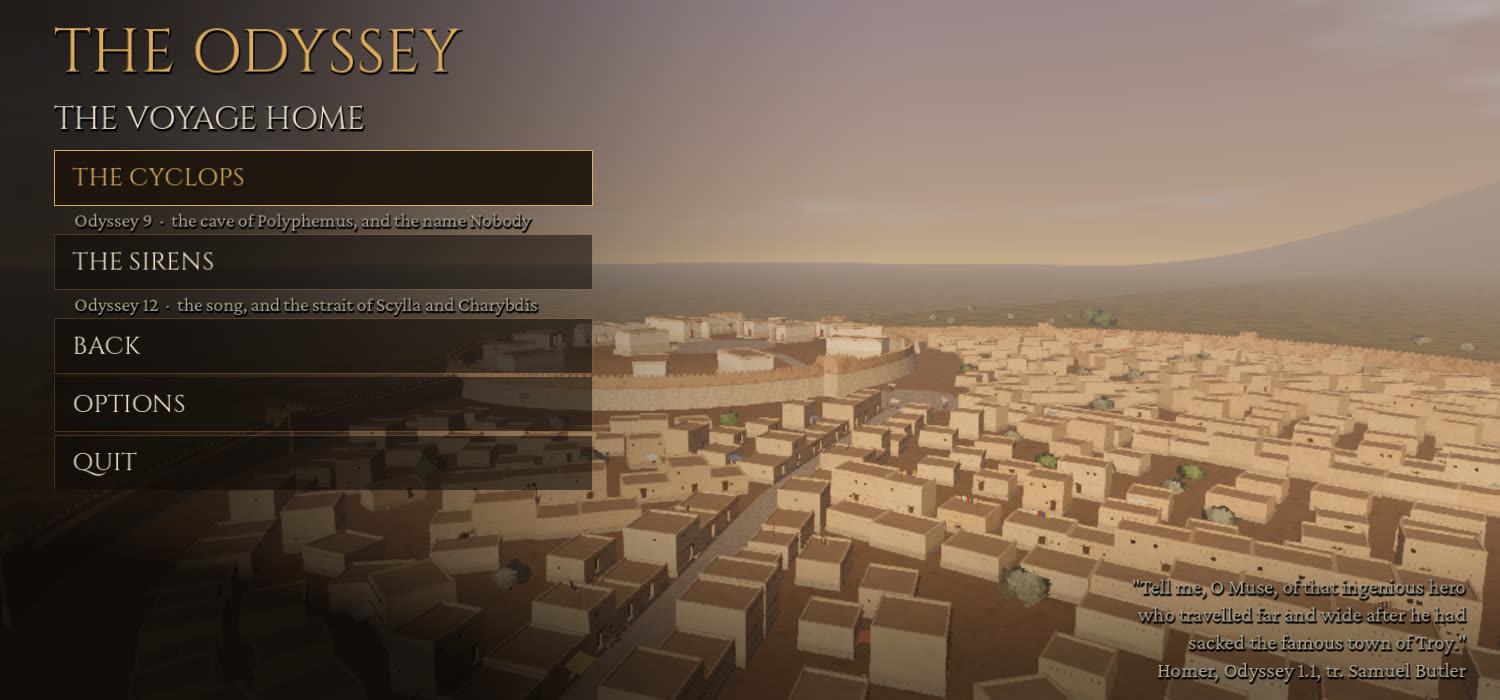 THE ODYSSEY
THE VOYAGE HOME
THE CYCLOPS
Odyssey 9 · the cave of Polyphemus, and the name Nobody
THE SIRENS
Odyssey 12 · the song, and the strait of Scylla and Charybdis
BACK
OPTIONS
QUIT
"Tell me, O Muse, of that ingenious hero
who travelled far and wide after he had
sacked the famous town of Troy."
Homer, Odyssey 1.1, tr. Samuel Butler